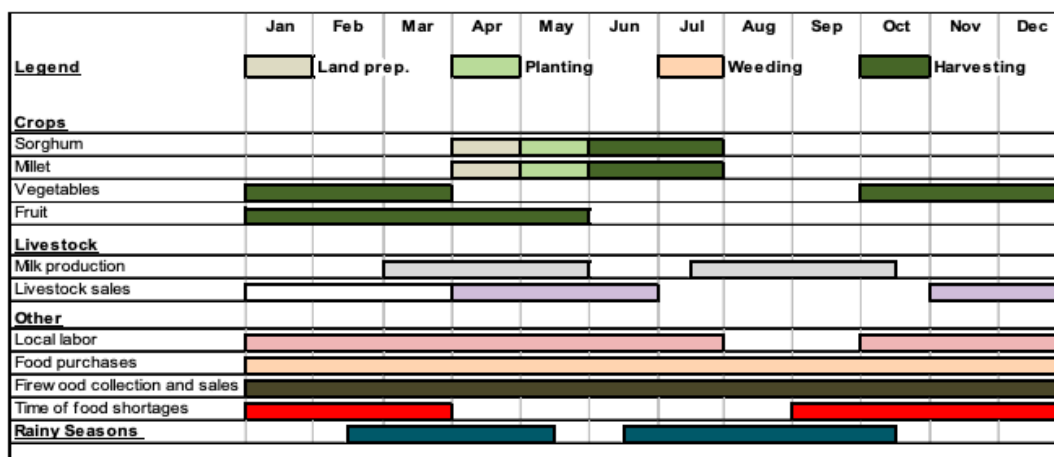 Jan Feb Mar Apr May Jun Jul Aug Sep Oct Nov Dec
Legend Land prep. Planting Weeding Harvesting
Crops
Sorghum
Millet
Vegetables
Fruit
Livestock
Milk production
Livestock sales
Other
Local labor
Food purchases
Firewood collection and sales
Time of food shortages
Rainy Seasons